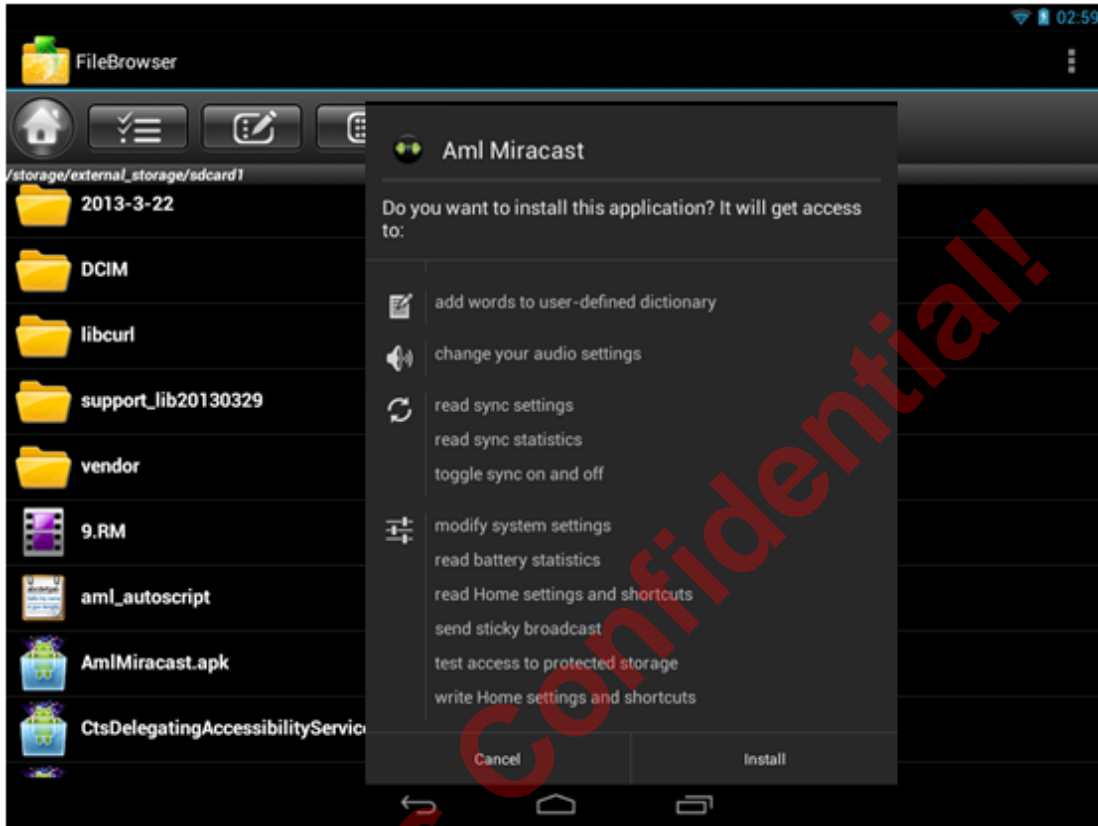 02:59
FileBrowser
/storage/external_storage/sdcard1
2013-3-22
DCIM
libcurl
support_lib20130329
vendor
9.RM
aml_autoscript
AmlMiracast.apk
CtsDelegatingAccessibilityService
Aml Miracast
Do you want to install this application? It will get access
to:
add words to user-defined dictionary
change your audio settings
read sync settings
read sync statistics
toggle sync on and off
modify system settings
read battery statistics
read Home settings and shortcuts
send sticky broadcast
test access to protected storage
write Home settings and shortcuts
Cancel
Install
Confidential!